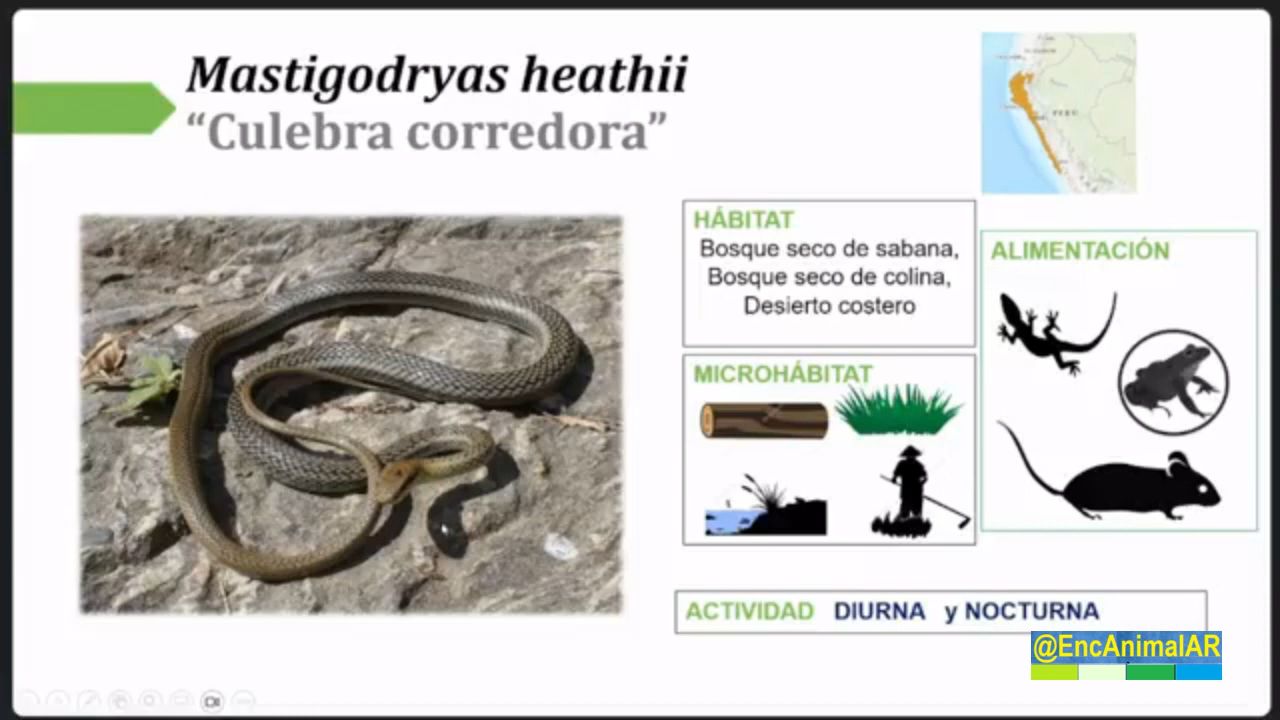 Mastigodryas heathii
“Culebra corredora”
PERÚ
HÁBITAT
Bosque seco de sabana,
Bosque seco de colina,
Desierto costero
ALIMENTACIÓN
MICROHÁBITAT
ACTIVIDAD DIURNA y NOCTURNA
@EncAnimalAR